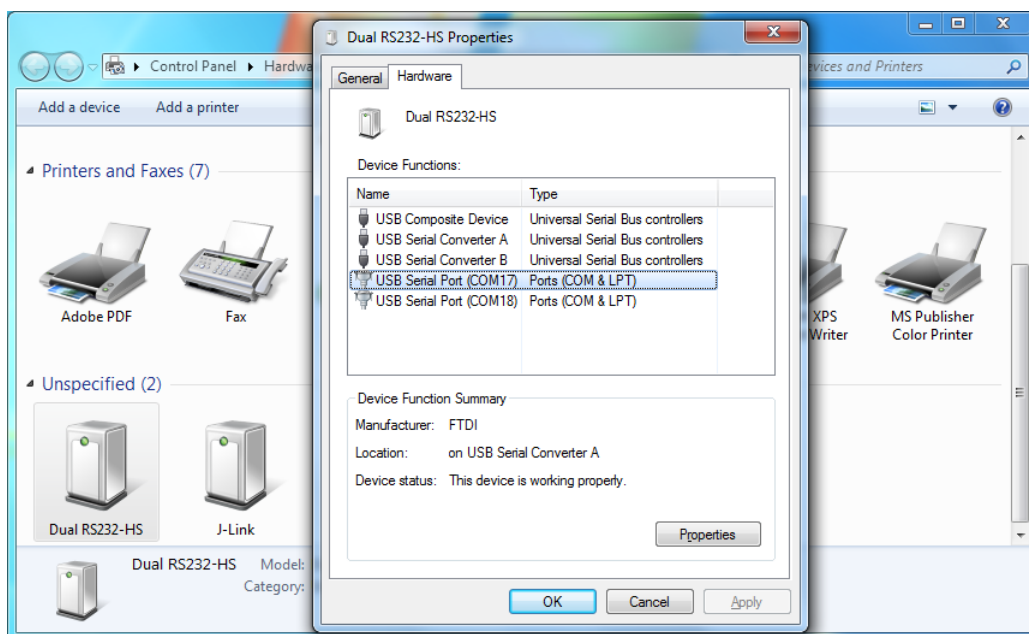 Dual RS232-HS Properties
Control Panel
Hardwa
evices and Printers
Add a device Add a printer
General Hardware
Dual RS232-HS
Device Functions:
Name Type
USB Composite Device Universal Serial Bus controllers
USB Serial Converter A Universal Serial Bus controllers
USB Serial Converter B Universal Serial Bus controllers
USB Serial Port (COM17) Ports (COM & LPT)
USB Serial Port (COM18) Ports (COM & LPT)
Printers and Faxes (7)
Adobe PDF
Fax
XPS
Writer
MS Publisher
Color Printer
Unspecified (2)
Dual RS232-HS
J-Link
Device Function Summary
Manufacturer: FTDI
Location: on USB Serial Converter A
Device status: This device is working properly.
Properties
OK Cancel Apply
Dual RS232-HS Model:
Category: